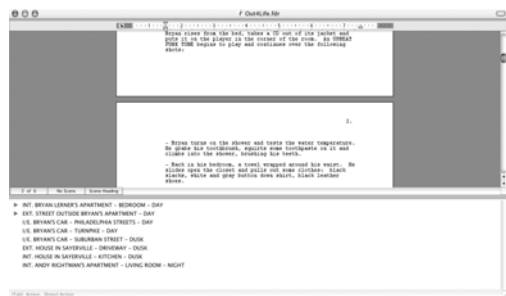 Out4Life.fdr
Bryan rises from the bed, takes a CD out of its jacket and
puts it on the player in the corner of the room. An UPBEAT
PUNK TUNE begins to play and continues over the following
shots:
2.
- Bryan turns on the shower and tests the water temperature.
He grabs his toothbrush, squirts some toothpaste on it and
climbs into the shower, brushing his teeth.
- Back in his bedroom, a towel wrapped around his waist. He
slides open the closet and pulls out some clothes: black
slacks, white and gray button down shirt, black leather
shoes.
2 of 6 No Scene Scene Heading
INT. BRYAN LERNER'S APARTMENT - BEDROOM - DAY
EXT. STREET OUTSIDE BRYAN'S APARTMENT - DAY
I/E. BRYAN'S CAR - PHILADELPHIA STREETS - DAY
I/E. BRYAN'S CAR - TURNPIKE - DAY
I/E. BRYAN'S CAR - SUBURBAN STREET - DUSK
EXT. HOUSE IN SAYERVILLE - DRIVEWAY - DUSK
INT. HOUSE IN SAYERVILLE - KITCHEN - DUSK
INT. ANDY RIGHTMAN'S APARTMENT - LIVING ROOM - NIGHT